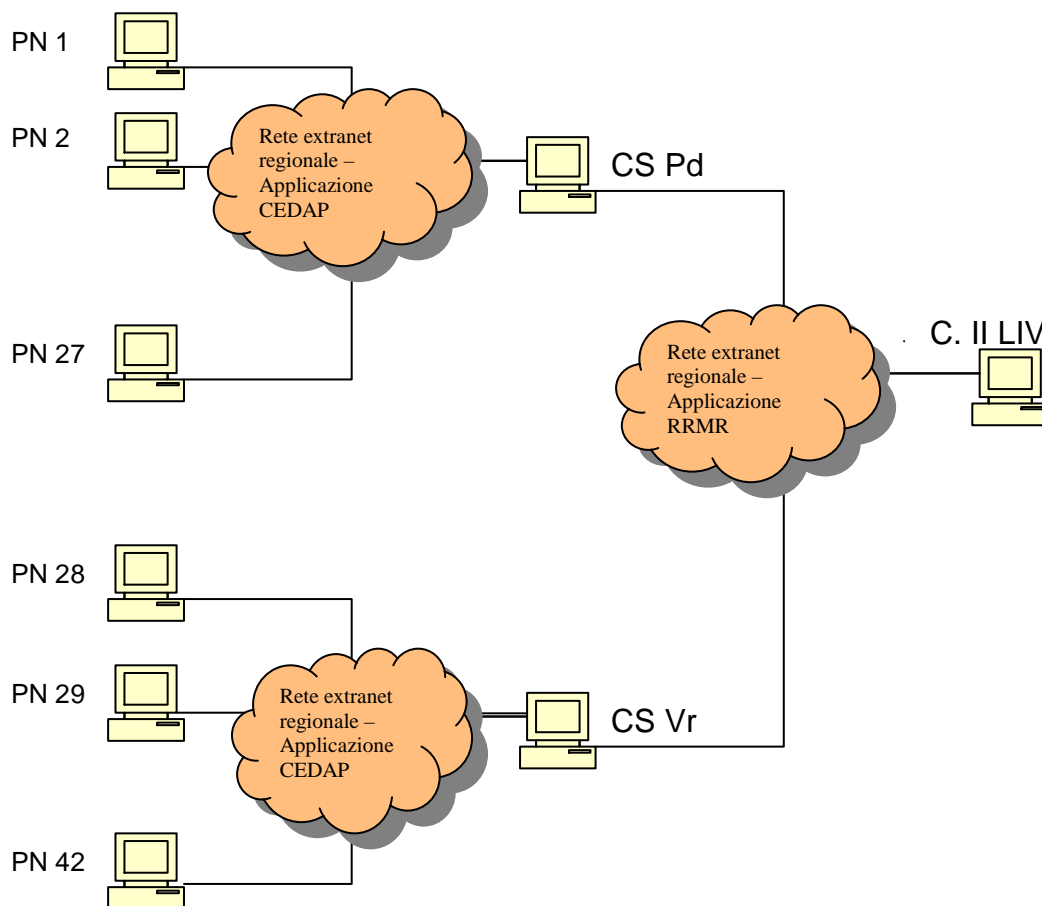 PN 1
PN 2
Rete extranet
regionale –
Applicazione
CEDAP
CS Pd
PN 27
C. II LIV
Rete extranet
regionale –
Applicazione
RRMR
PN 28
PN 29
Rete extranet
regionale –
Applicazione
CEDAP
CS Vr
PN 42